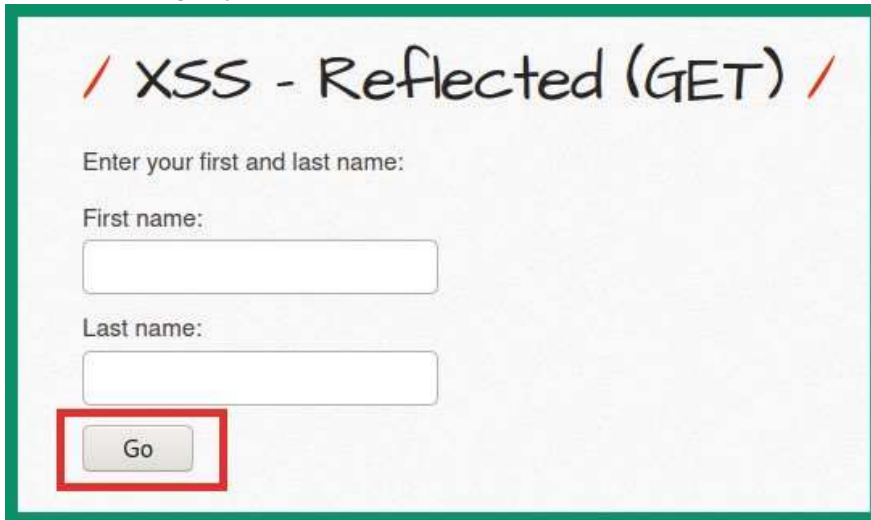 / XSS - Reflected (GET) /
Enter your first and last name:
First name:
Last name:
Go